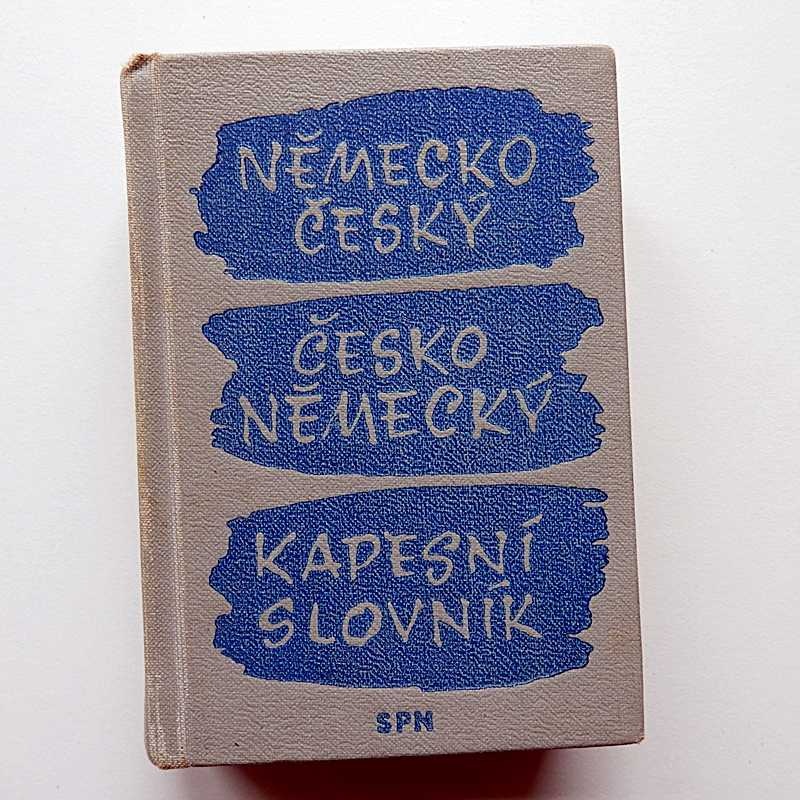 NĚMECKO
ČESKÝ
ČESKO
NĚMECKÝ
KAPESNÍ
SLOVNÍK
SPN